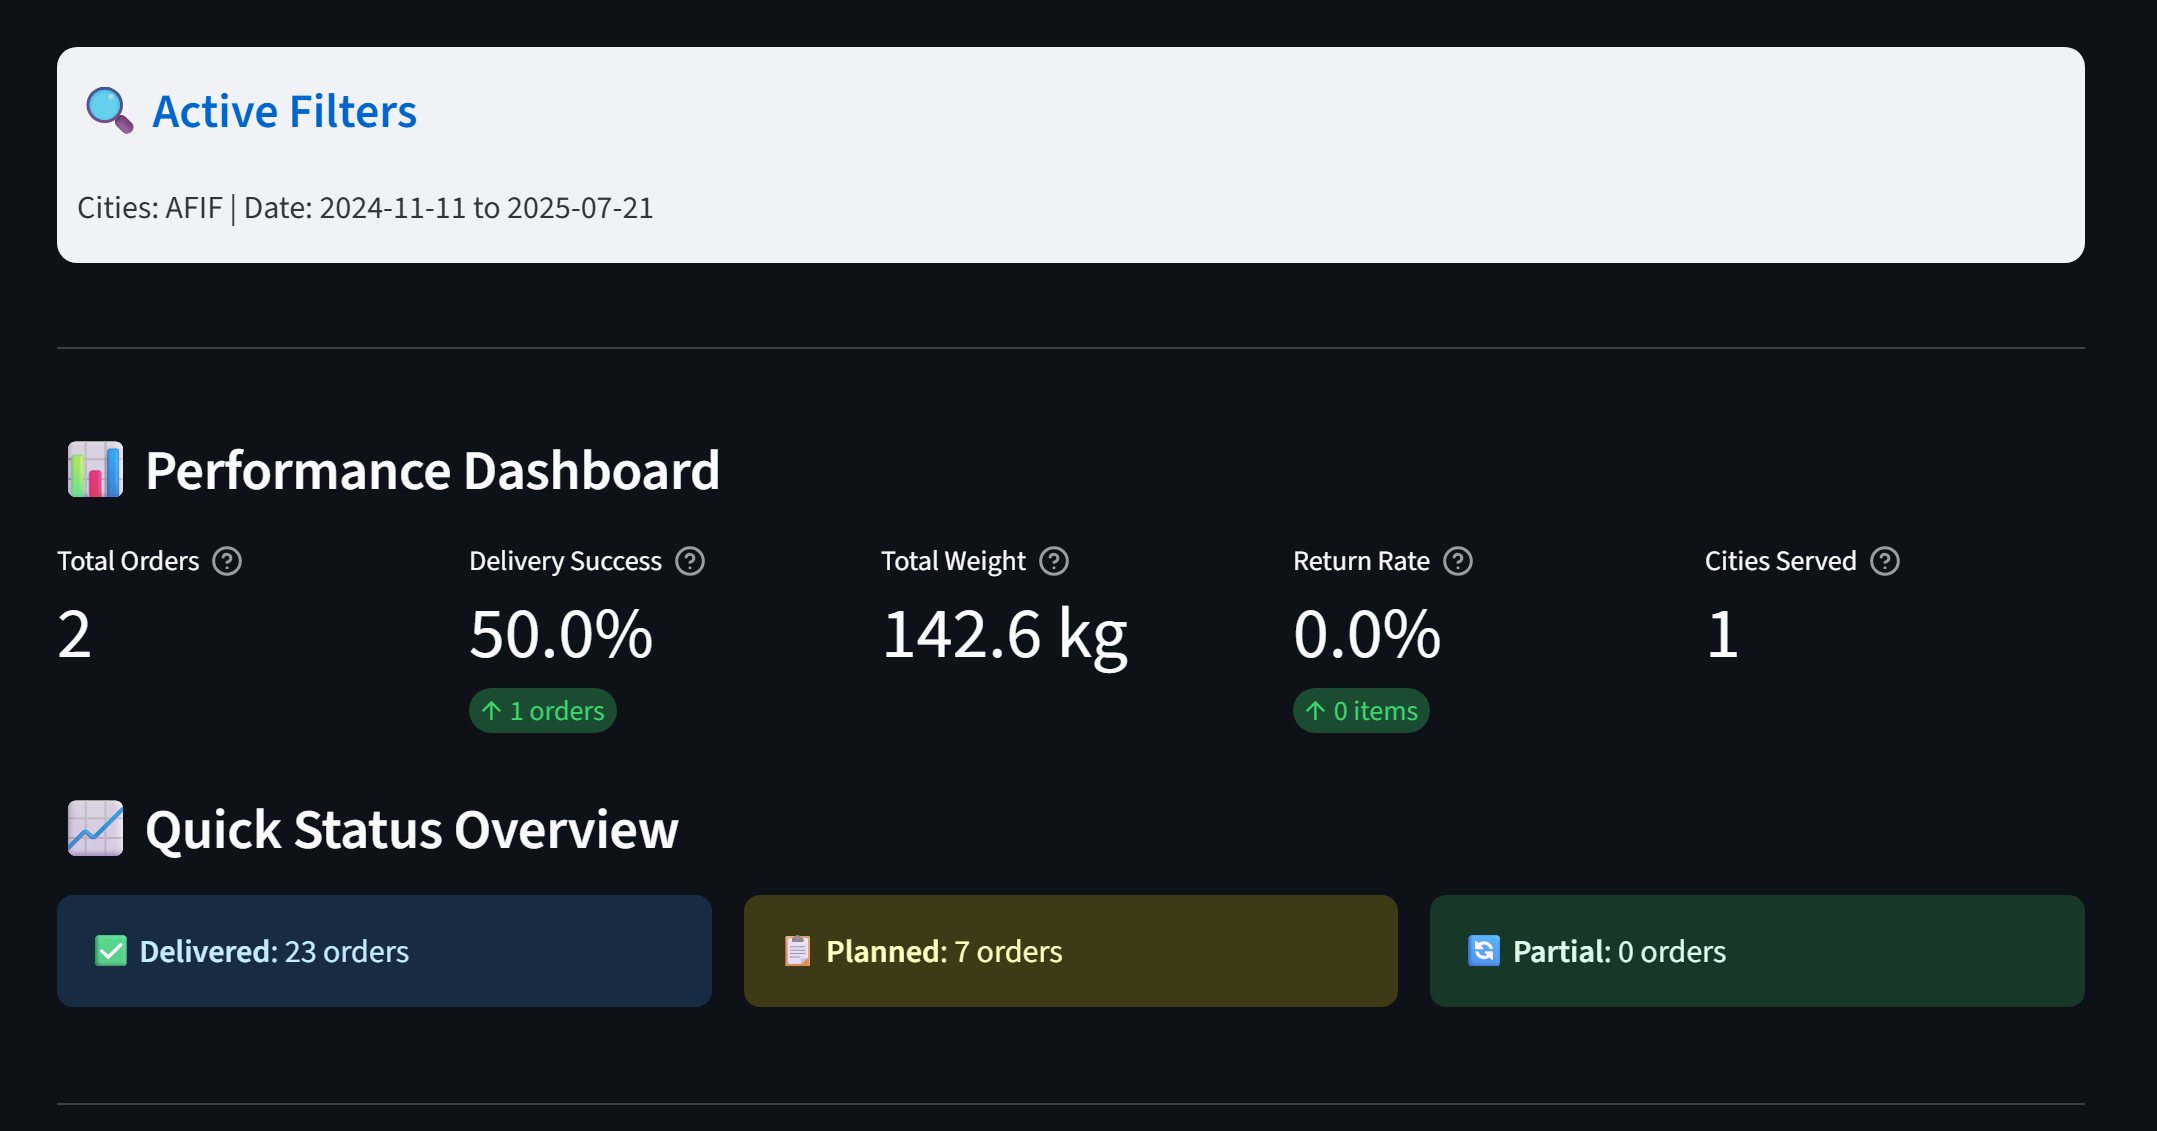 Active Filters
Cities: AFIF | Date: 2024-11-11 to 2025-07-21
Performance Dashboard
Total Orders ?
2
Delivery Success ?
50.0%
↑ 1 orders
Total Weight ?
142.6 kg
Return Rate ?
0.0%
↑ 0 items
Cities Served ?
1
Quick Status Overview
Delivered: 23 orders
Planned: 7 orders
Partial: 0 orders